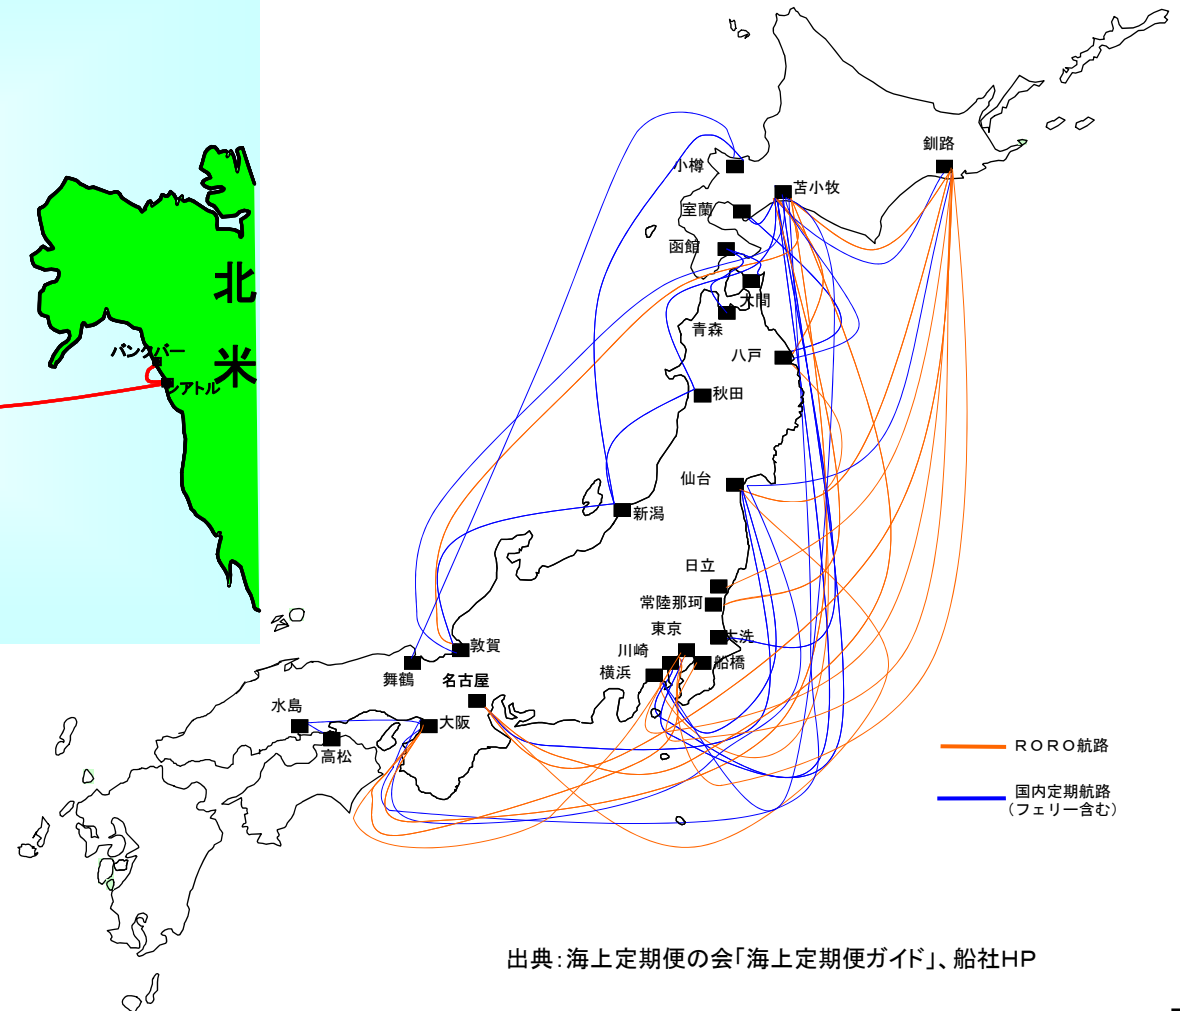 北
米
バンクバー
シアトル
小樽
釧路
苫小牧
室蘭
函館
大間
青森
八戸
秋田
仙台
新潟
日立
常陸那珂
東京
大洗
川崎
船橋
横浜
敦賀
舞鶴
名古屋
水島
大阪
高松
RORO航路
国内定期航路
(フェリー含む)
出典:海上定期便の会「海上定期便ガイド」、船社HP